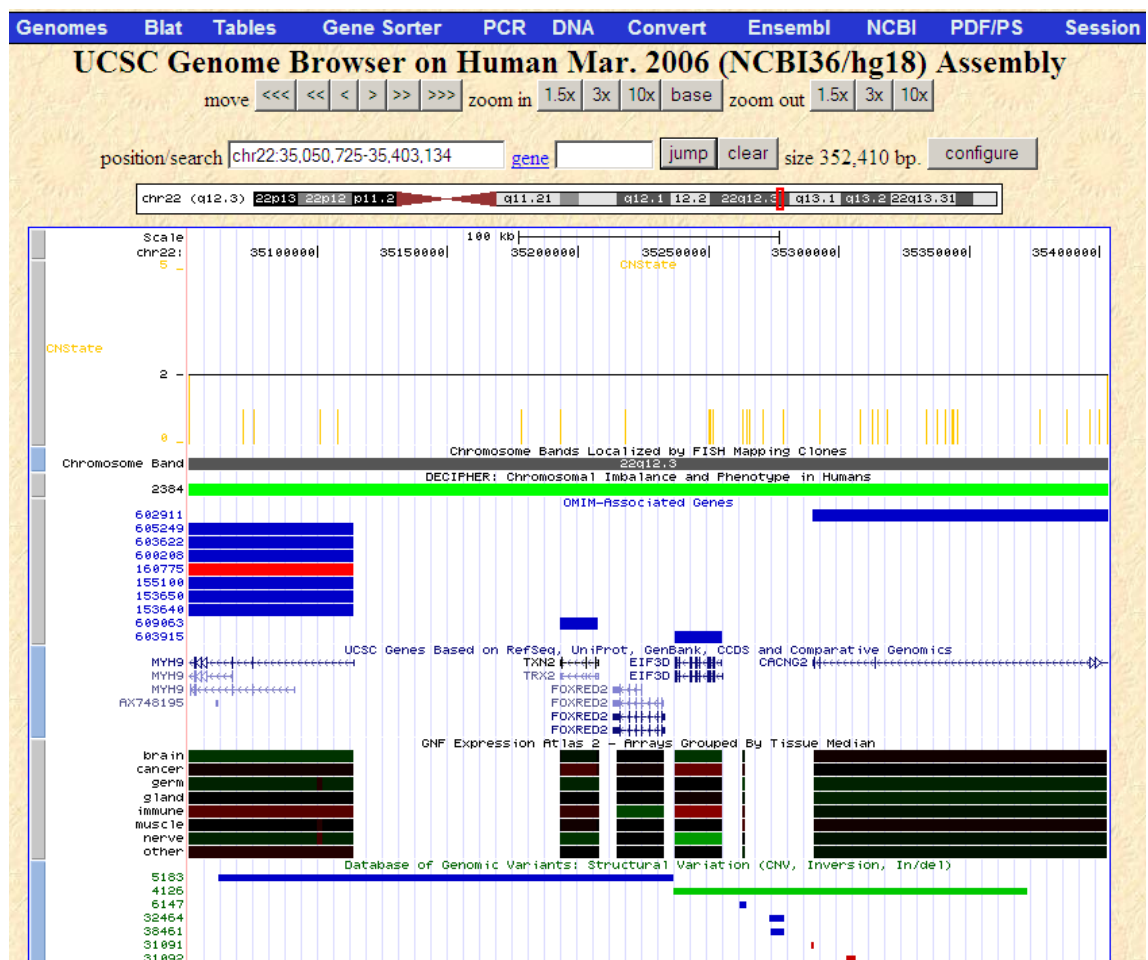 Genomes Blat Tables Gene Sorter PCR DNA Convert Ensembl NCBI PDF/PS Session
UCSC Genome Browser on Human Mar. 2006 (NCBI36/hg18) Assembly
move <<< << < > >> >>> zoom in 1.5x 3x 10x base zoom out 1.5x 3x 10x
position/search chr22:35,050,725-35,403,134 gene jump clear size 352,410 bp. configure
chr22 (q12.3) 22p13 22p12 p11.2 q11.21 q12.1 12.2 22q12.3 q13.1 q13.2 22q13.31
Scale 100 kb
chr22: 35100000 35150000 35200000 35250000 35300000 35350000 35400000
5 _ CNState
CNState
2 -
0 _
Chromosome Bands Localized by FISH Mapping Clones
Chromosome Band 22q12.3
DECIPHER: Chromosomal Imbalance and Phenotype in Humans
2384
OMIM-Associated Genes
602911
605249
603622
600208
160775
155100
153650
153640
609063
603915
UCSC Genes Based on RefSeq, UniProt, GenBank, CCDS and Comparative Genomics
MYH9 TXN2 EIF3D CACNG2
MYH9 TRX2 EIF3D
MYH9 FOXRED2
AX748195 FOXRED2
FOXRED2
FOXRED2
GNF Expression Atlas 2 - Arrays Grouped By Tissue Median
brain
cancer
germ
gland
immune
muscle
nerve
other
Database of Genomic Variants: Structural Variation (CNV, Inversion, In/del)
5183
4126
6147
32464
38461
31091
31092